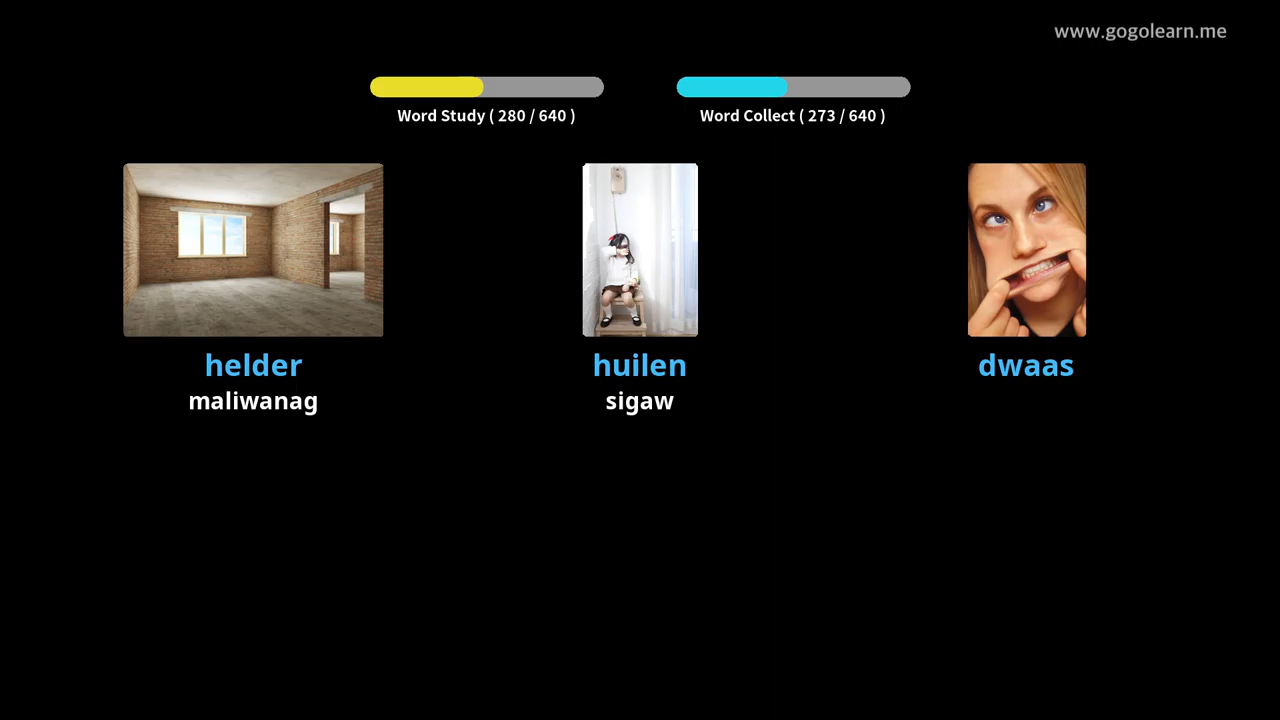 www.gogolearn.me
Word Study ( 280 / 640 )
Word Collect ( 273 / 640 )
helder
maliwanag
huilen
sigaw
dwaas